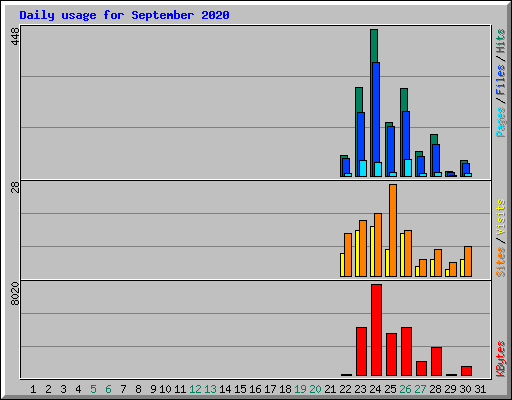 Daily usage for September 2020
448
Pages / Files / Hits
28
Sites / Visits
8020
KBytes
1 2 3 4 5 6 7 8 9 10 11 12 13 14 15 16 17 18 19 20 21 22 23 24 25 26 27 28 29 30 31